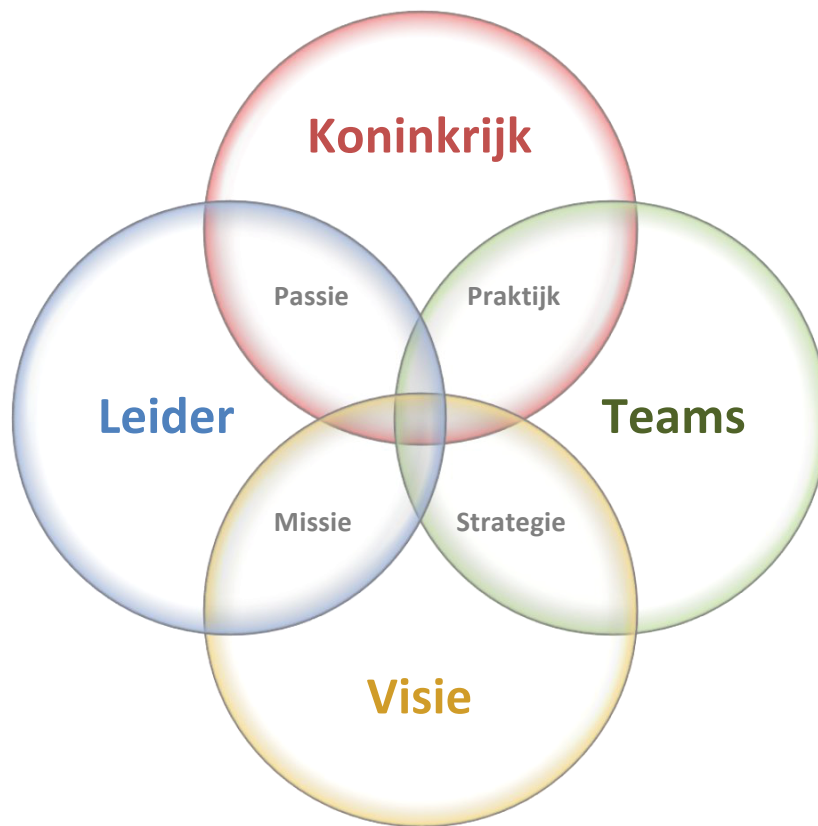 Koninkrijk
Passie
Praktijk
Leider
Teams
Missie
Strategie
Visie